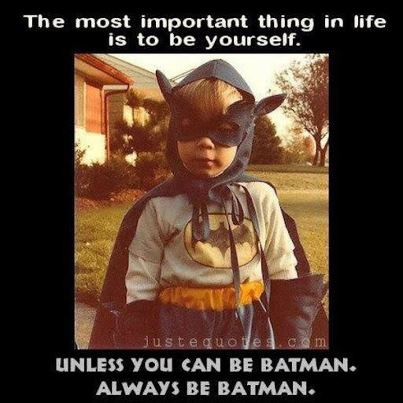 The most important thing in life
is to be yourself.
justequotes.com
UNLESS YOU CAN BE BATMAN.
ALWAYS BE BATMAN.